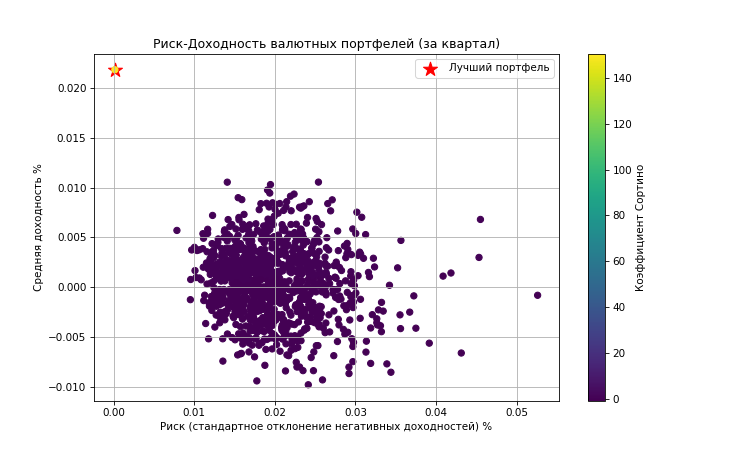 Риск-Доходность валютных портфелей (за квартал)
Лучший портфель
0.020
0.015
0.010
0.005
0.000
−0.005
−0.010
Средняя доходность %
0.00 0.01 0.02 0.03 0.04 0.05
Риск (стандартное отклонение негативных доходностей) %
140
120
100
80
60
40
20
0
Коэффициент Сортино